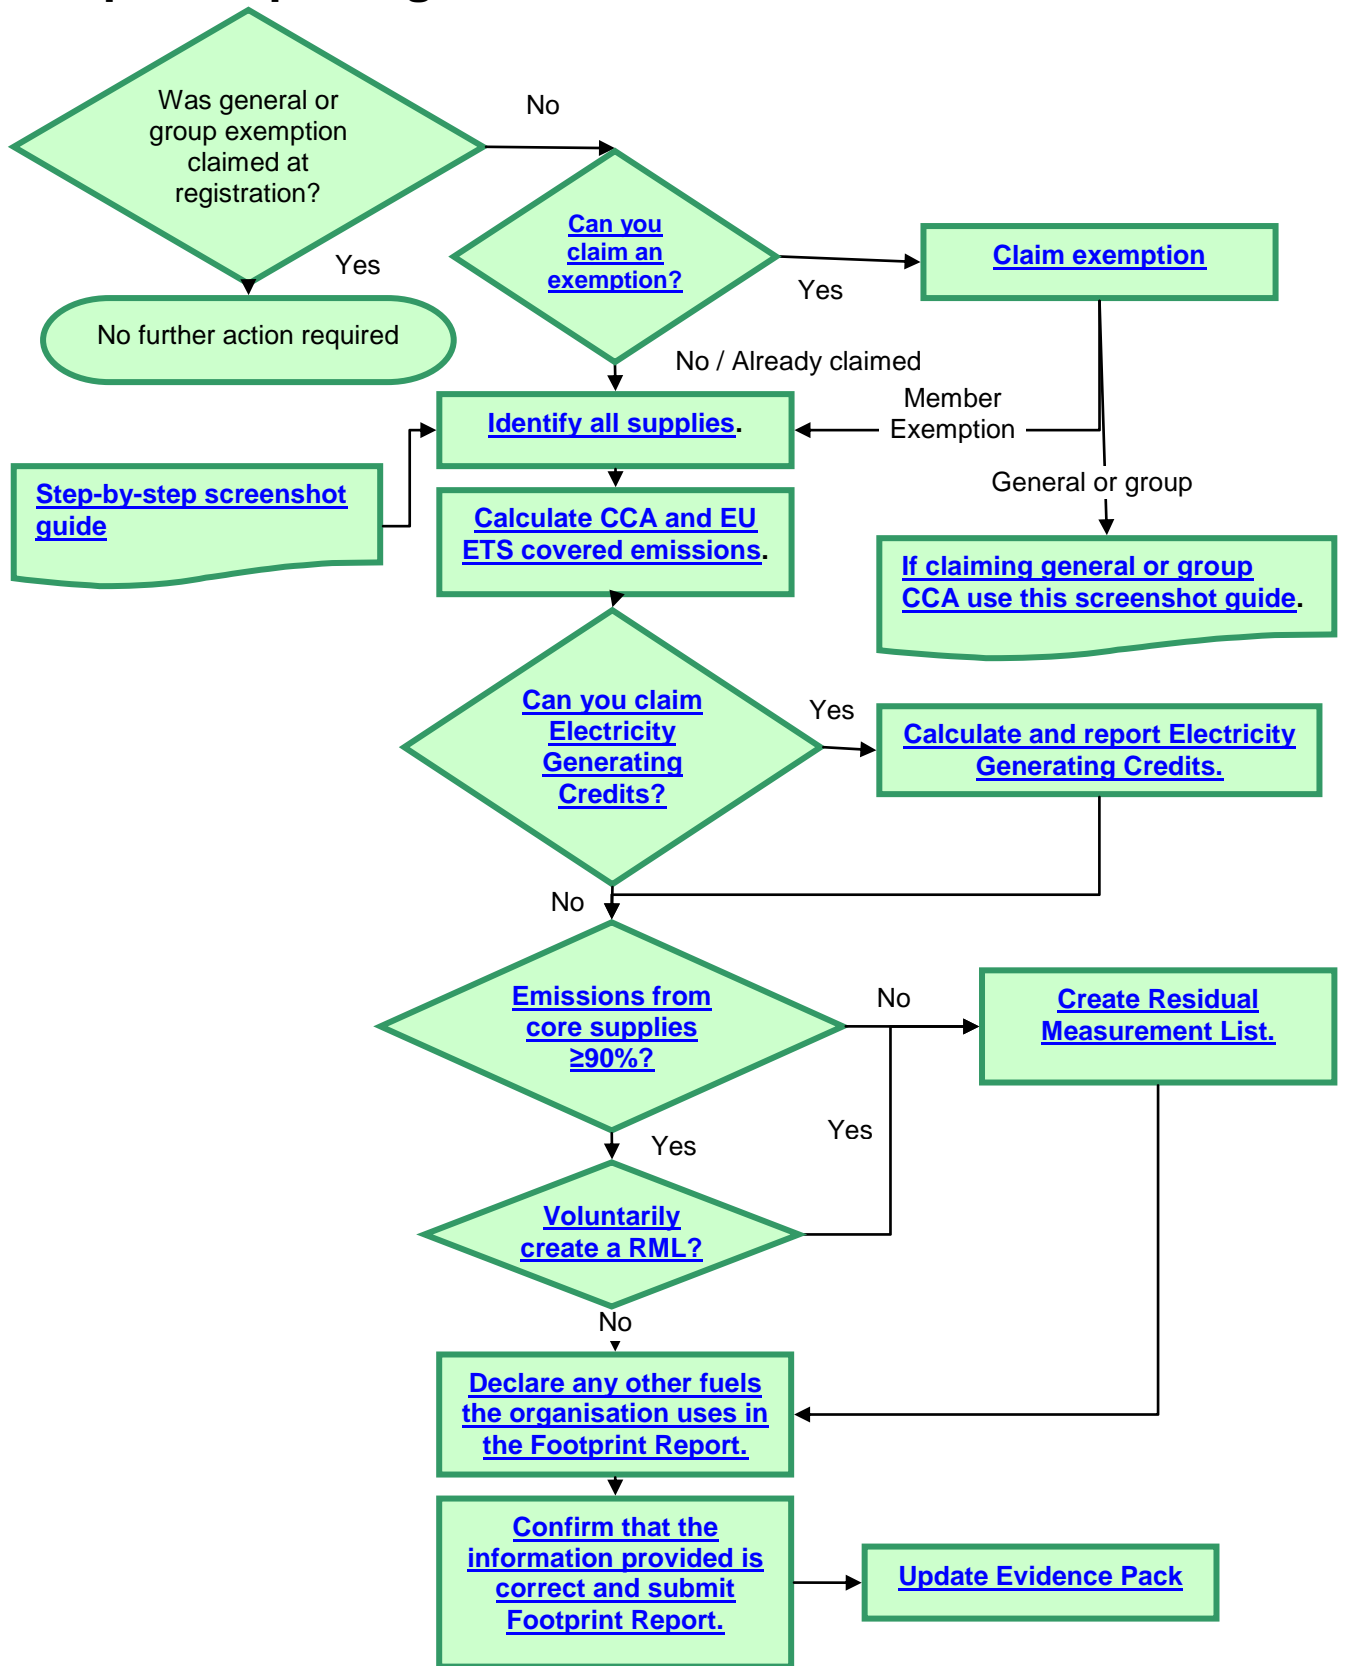 Was general or
group exemption
claimed at
registration?
No
Yes
No further action required
Can you
claim an
exemption?
Yes
Claim exemption
No / Already claimed
Member
Exemption
General or group
Identify all supplies.
Step-by-step screenshot
guide
Calculate CCA and EU
ETS covered emissions.
If claiming general or group
CCA use this screenshot guide.
Can you claim
Electricity
Generating
Credits?
Yes
Calculate and report Electricity
Generating Credits.
No
Emissions from
core supplies
≥90%?
No
Create Residual
Measurement List.
Yes
Yes
Voluntarily
create a RML?
No
Declare any other fuels
the organisation uses in
the Footprint Report.
Confirm that the
information provided is
correct and submit
Footprint Report.
Update Evidence Pack